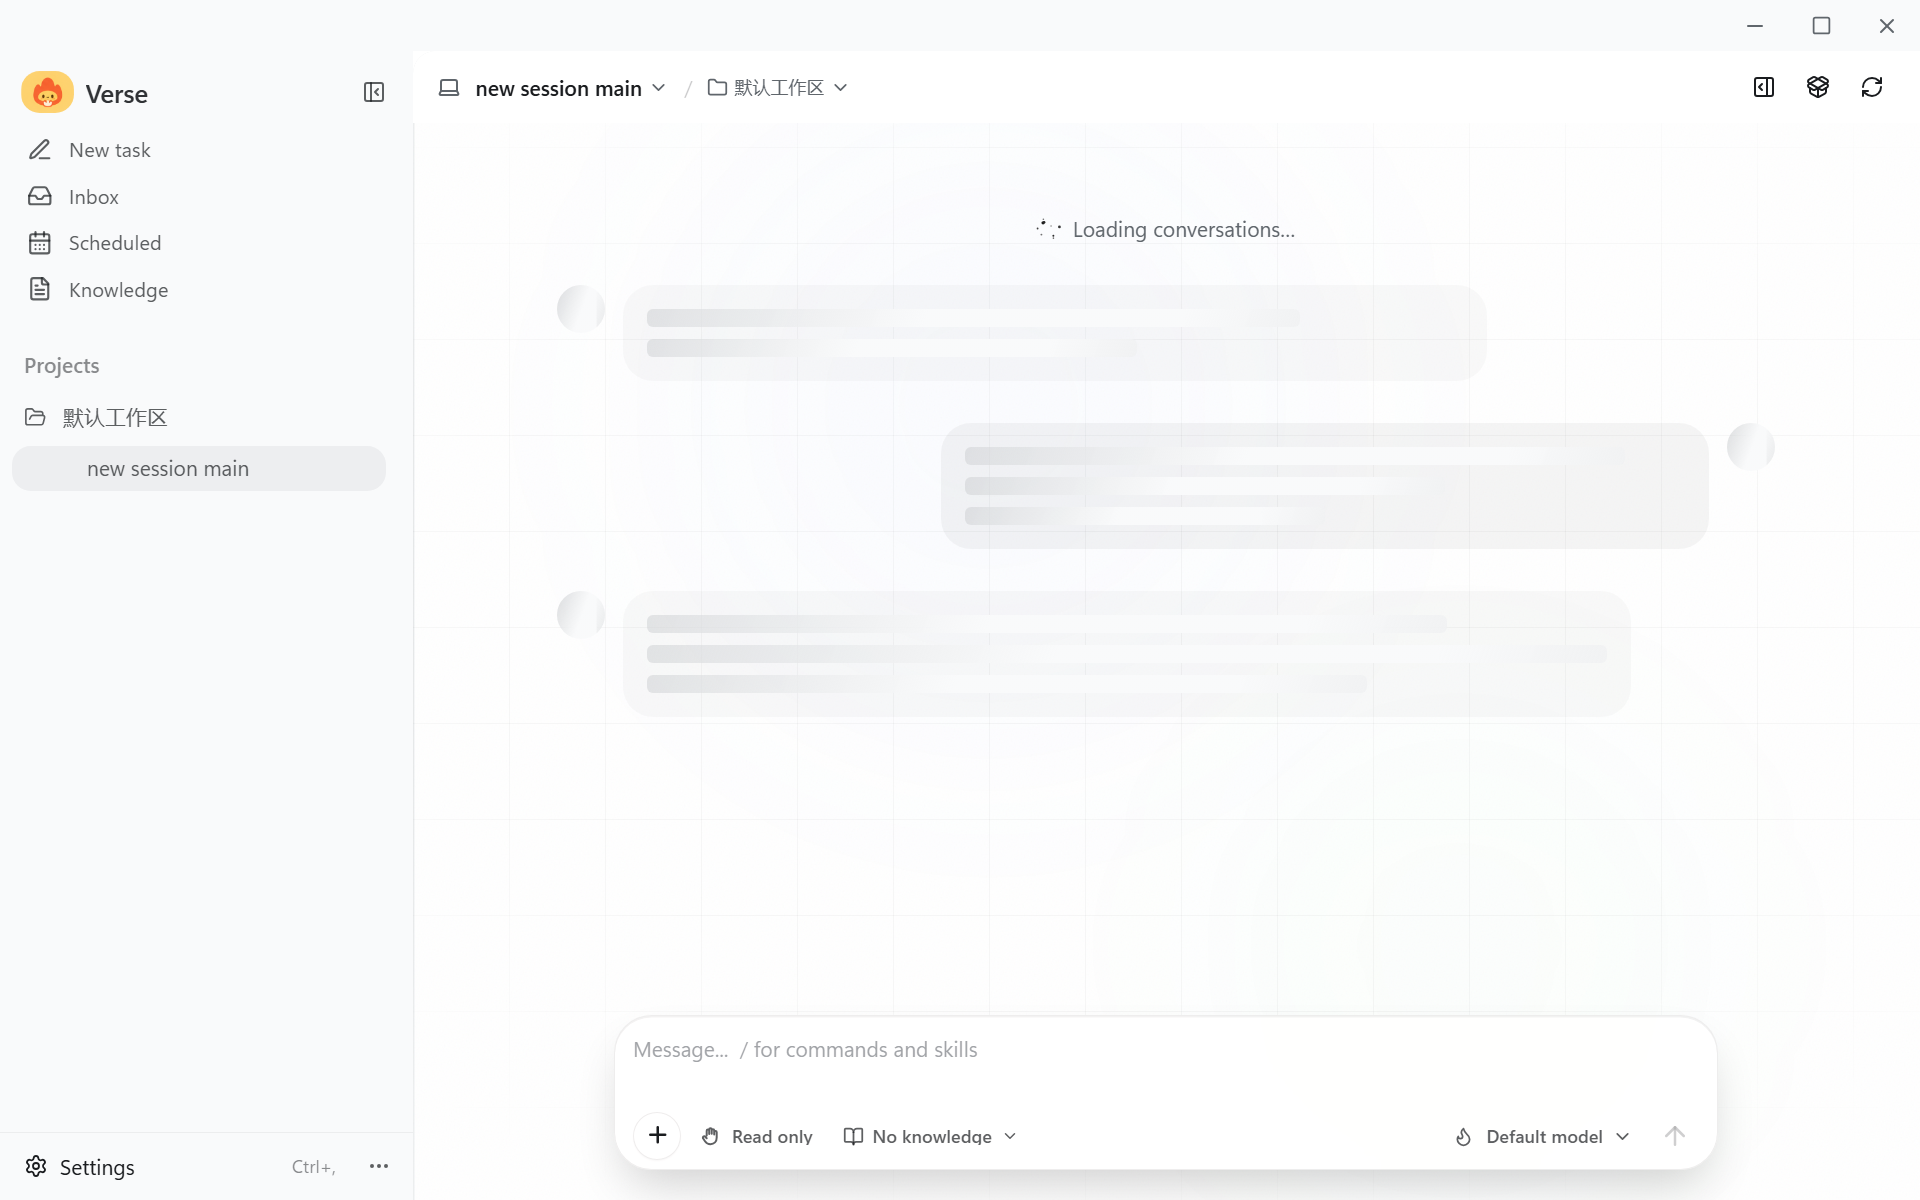 Verse
New task
Inbox
Scheduled
Knowledge
Projects
默认工作区
new session main
Settings
Ctrl+,
new session main / 默认工作区
Loading conversations...
Message... / for commands and skills
Read only
No knowledge
Default model